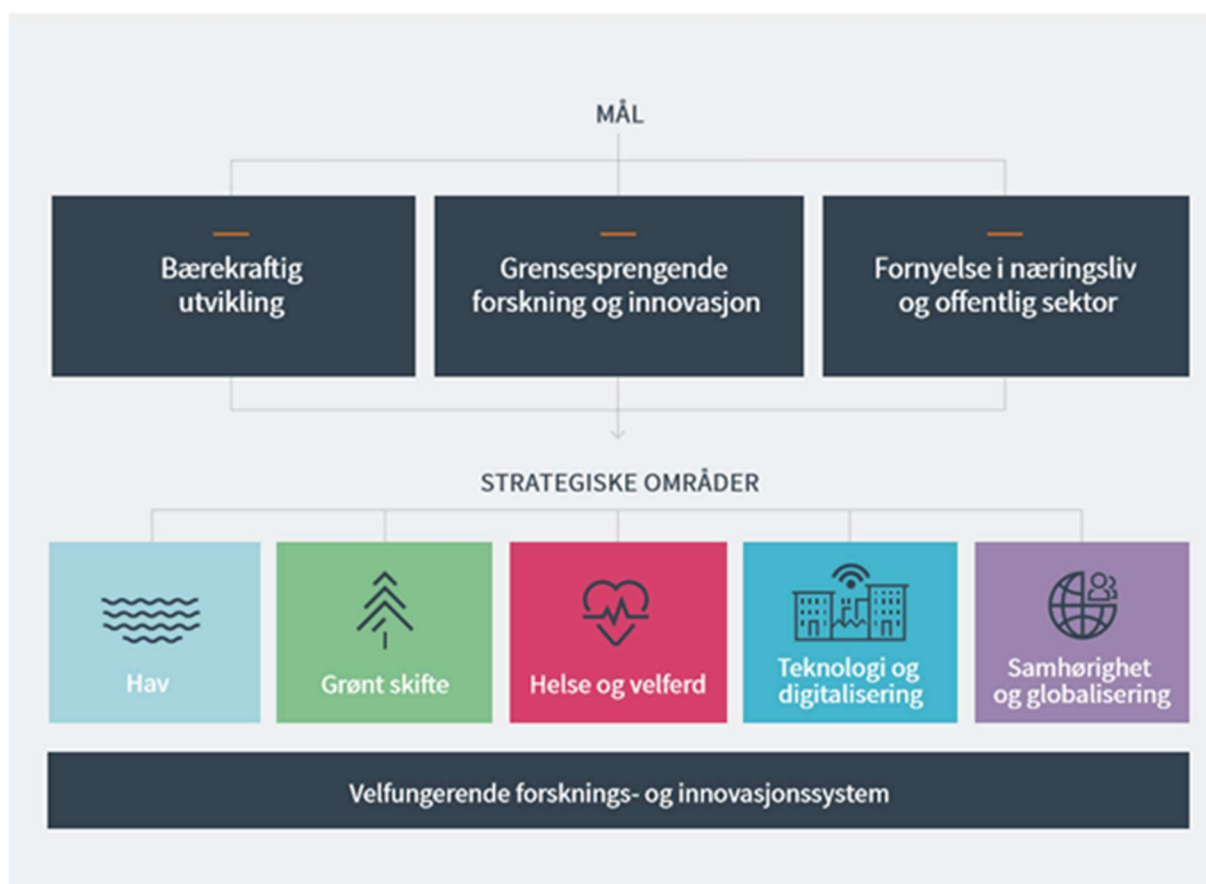 MÅL
Bærekraftig
utvikling
Grensesprengende
forskning og innovasjon
Fornyelse i næringsliv
og offentlig sektor
STRATEGISKE OMRÅDER
Hav
Grønt skifte
Helse og velferd
Teknologi og
digitalisering
Samhørighet
og globalisering
Velfungerende forsknings- og innovasjonssystem